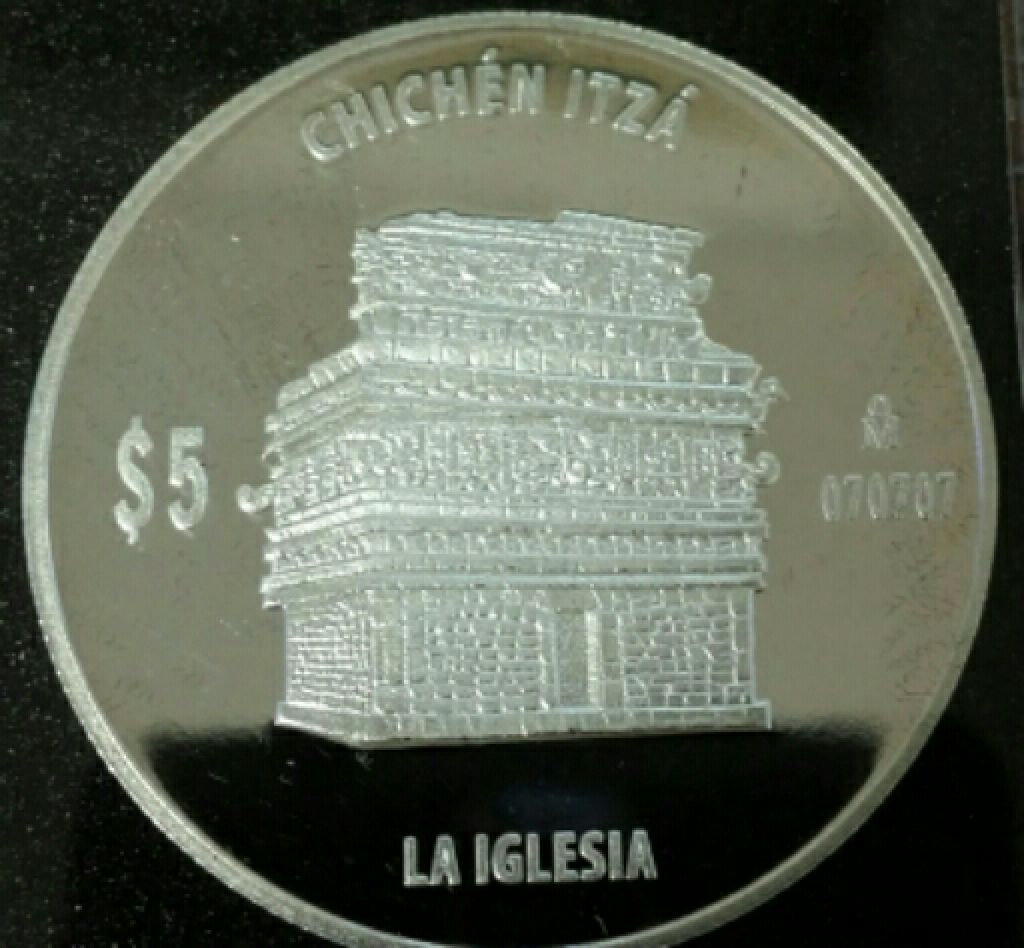 CHICHÉN ITZÁ
$5
M
070707
LA IGLESIA